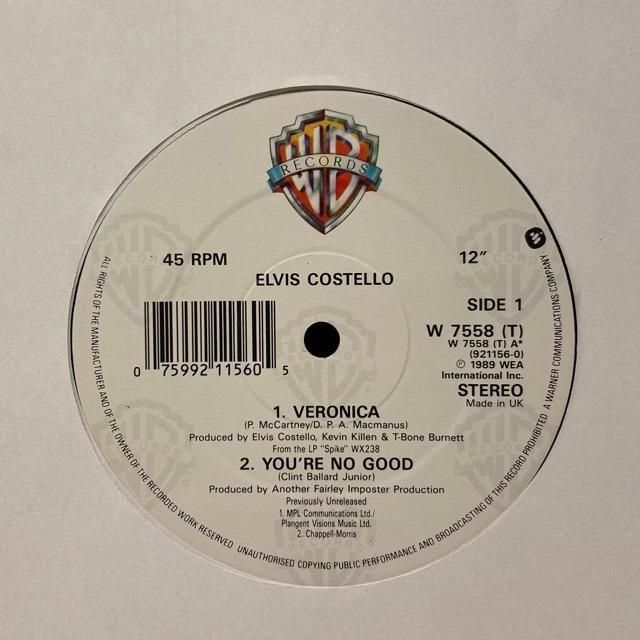 WB
RECORDS
45 RPM
12"
ELVIS COSTELLO
SIDE 1
W 7558 (T)
W 7558 (T) A*
(921156-0)
℗ 1989 WEA
International Inc.
STEREO
Made in UK
0 75992 11560 5
1. VERONICA
(P. McCartney/D. P. A. Macmanus)
Produced by Elvis Costello, Kevin Killen & T-Bone Burnett
From the LP "Spike" WX238
2. YOU'RE NO GOOD
(Clint Ballard Junior)
Produced by Another Fairley Imposter Production
Previously Unreleased
1. MPL Communications Ltd./
Plangent Visions Music Ltd.
2. Chappell-Morris
ALL RIGHTS OF THE MANUFACTURER AND OF THE OWNER OF THE RECORDED WORK RESERVED UNAUTHORISED COPYING PUBLIC PERFORMANCE AND BROADCASTING OF THIS RECORD PROHIBITED A WARNER COMMUNICATIONS COMPANY